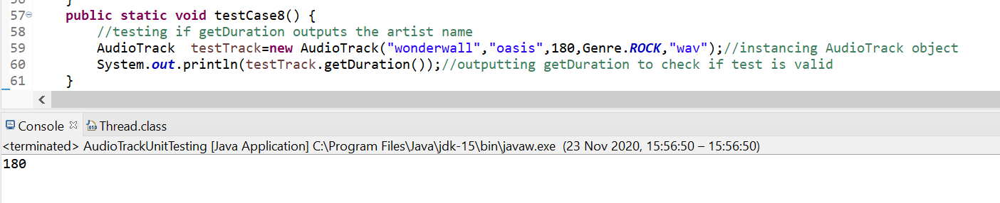 57 public static void testCase8() {
58 //testing if getDuration outputs the artist name
59 AudioTrack  testTrack=new AudioTrack("wonderwall","oasis",180,Genre.ROCK,"wav");//instancing AudioTrack object
60 System.out.println(testTrack.getDuration());//outputting getDuration to check if test is valid
61 }
Console Thread.class
<terminated> AudioTrackUnitTesting [Java Application] C:\Program Files\Java\jdk-15\bin\javaw.exe  (23 Nov 2020, 15:56:50 – 15:56:50)
180